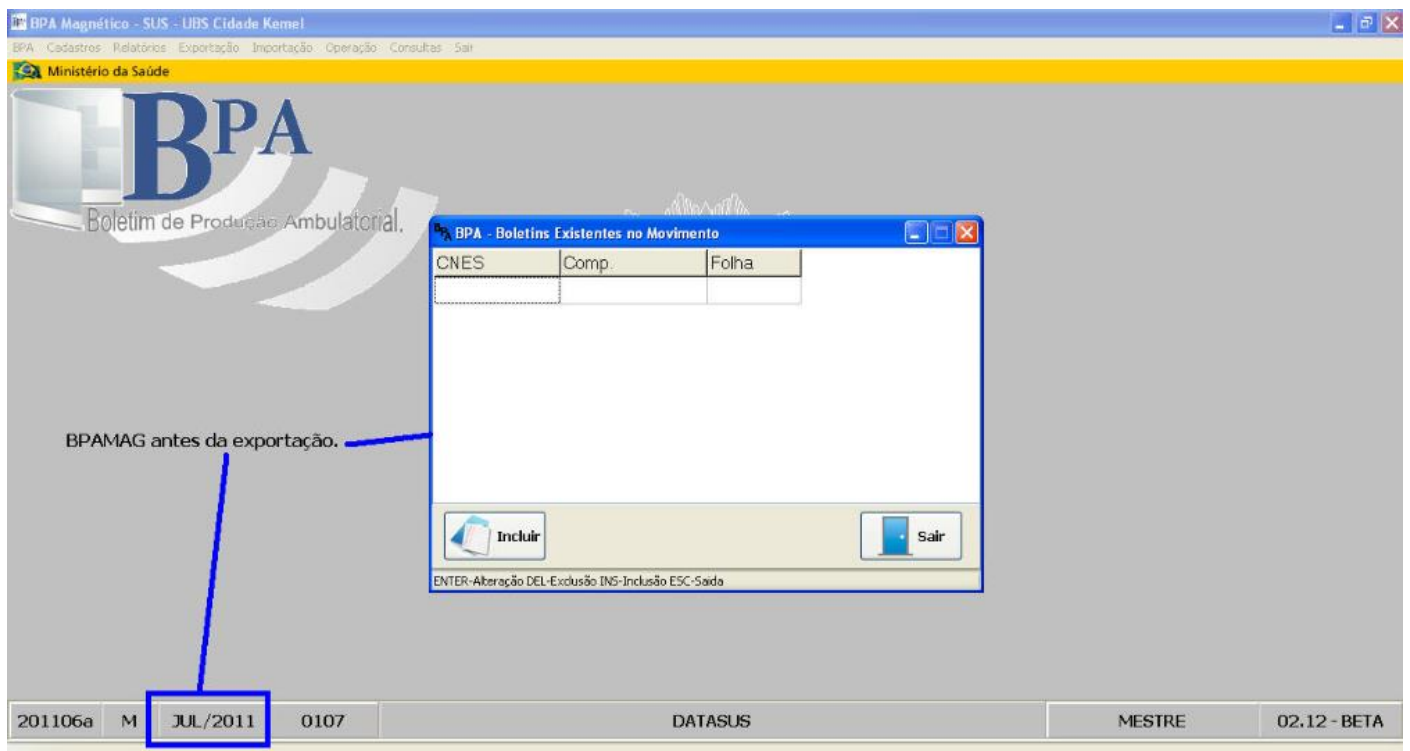 BPA Magnético - SUS - UBS Cidade Kemel
BPA Cadastros Relatórios Exportação Importação Operação Consultas Sair
Ministério da Saúde
BPA
Boletim de Produção Ambulatorial.
BPA - Boletins Existentes no Movimento
CNES Comp. Folha
BPAMAG antes da exportação.
Incluir Sair
ENTER-Alteração DEL-Exclusão INS-Inclusão ESC-Saida
201106a M JUL/2011 0107 DATASUS MESTRE 02.12 - BETA